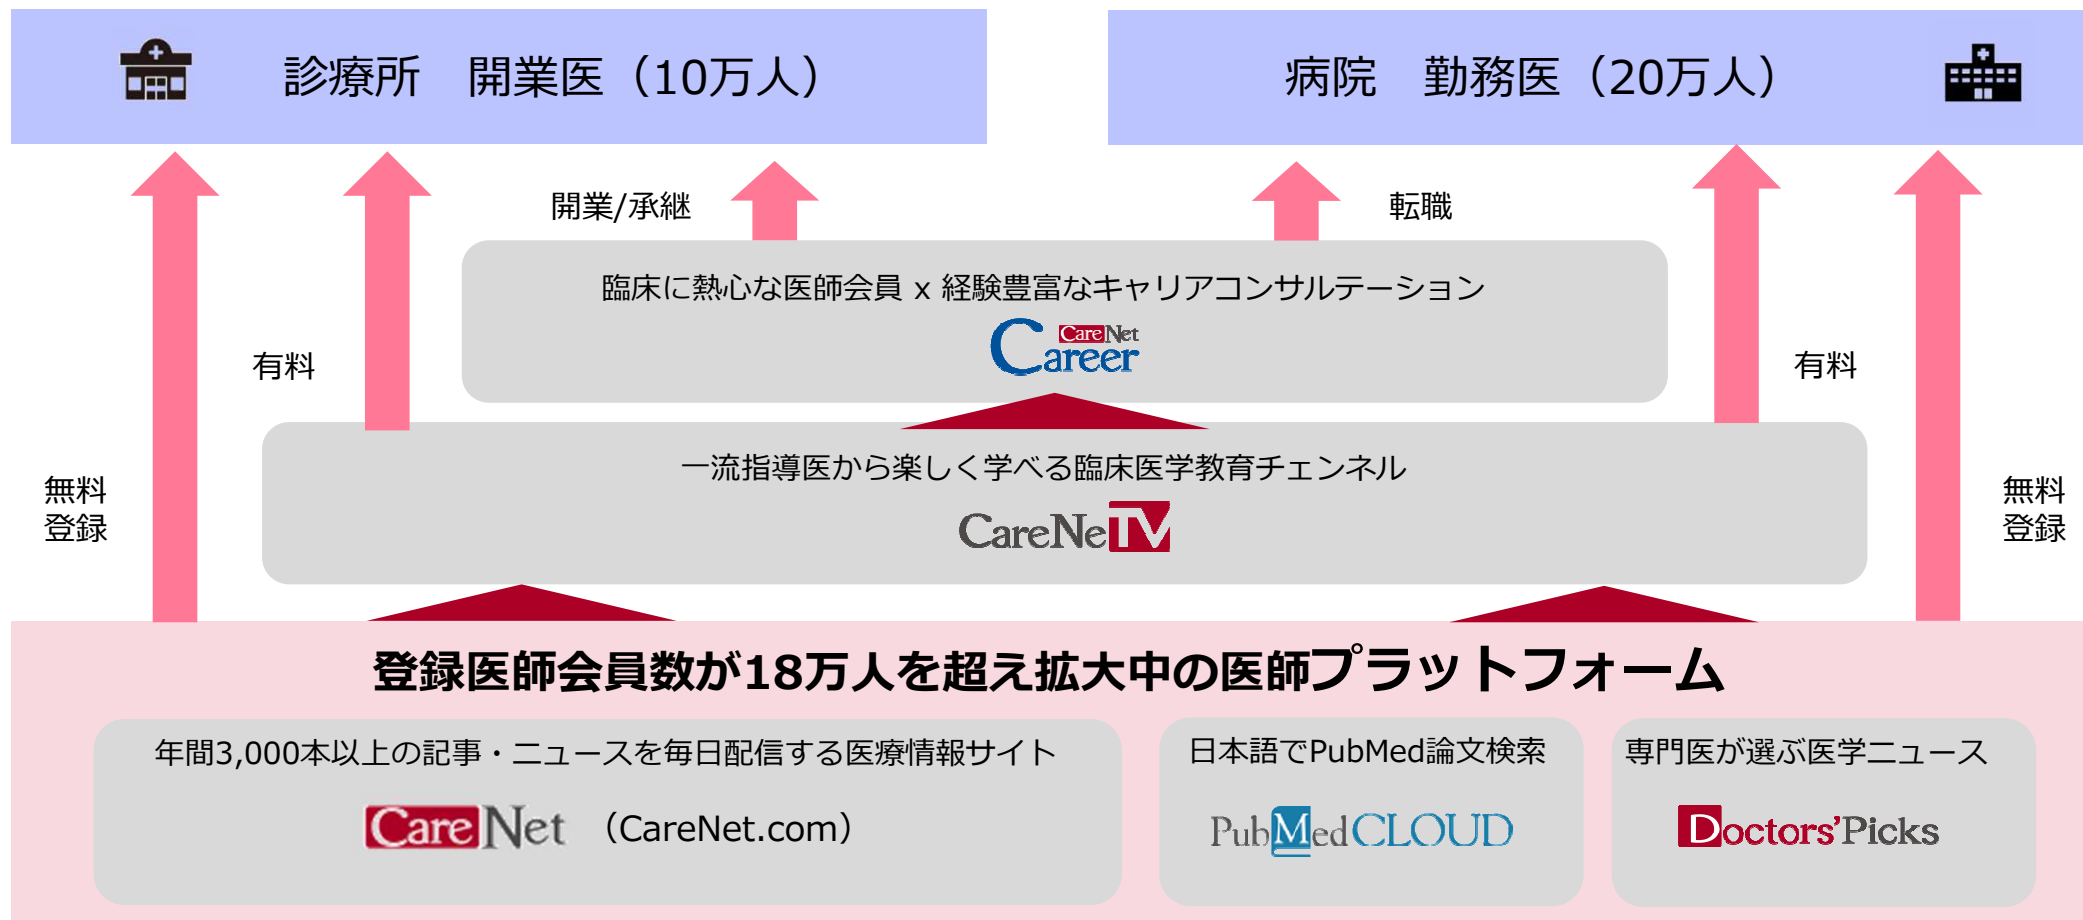 診療所　開業医（10万人）
病院　勤務医（20万人）
開業/承継
転職
臨床に熱心な医師会員 x 経験豊富なキャリアコンサルテーション
CareNet
Career
有料
有料
一流指導医から楽しく学べる臨床医学教育チェンネル
CareNeTV
無料
登録
無料
登録
登録医師会員数が18万人を超え拡大中の医師プラットフォーム
年間3,000本以上の記事・ニュースを毎日配信する医療情報サイト
CareNet （CareNet.com）
日本語でPubMed論文検索
PubMedCLOUD
専門医が選ぶ医学ニュース
Doctors'Picks